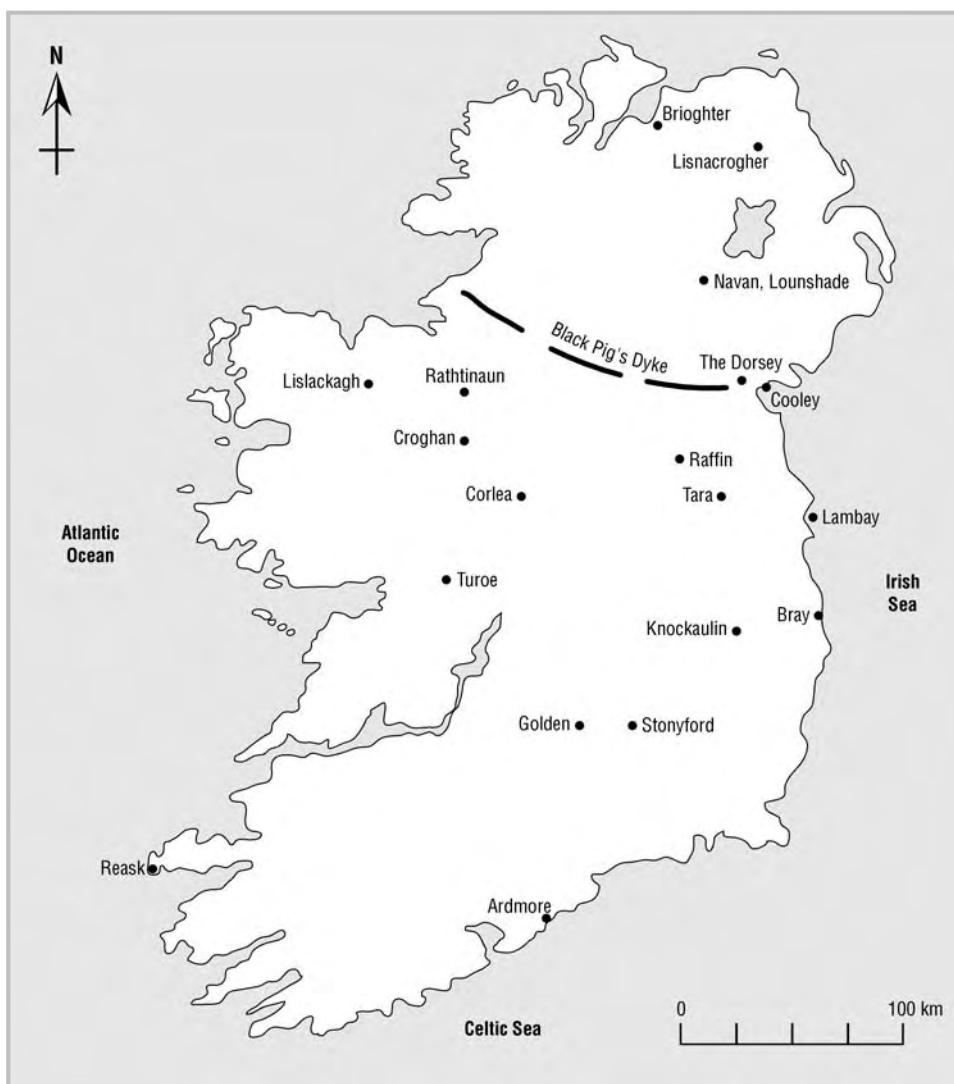 N
Brioghter
Lisnacrogher
Navan, Lounshade
Black Pig's Dyke
The Dorsey
Cooley
Lislackagh
Rathtinaun
Croghan
Raffin
Corlea
Tara
Lambay
Atlantic
Ocean
Turoe
Irish
Sea
Bray
Knockaulin
Golden
Stonyford
Reask
Ardmore
0
100 km
Celtic Sea